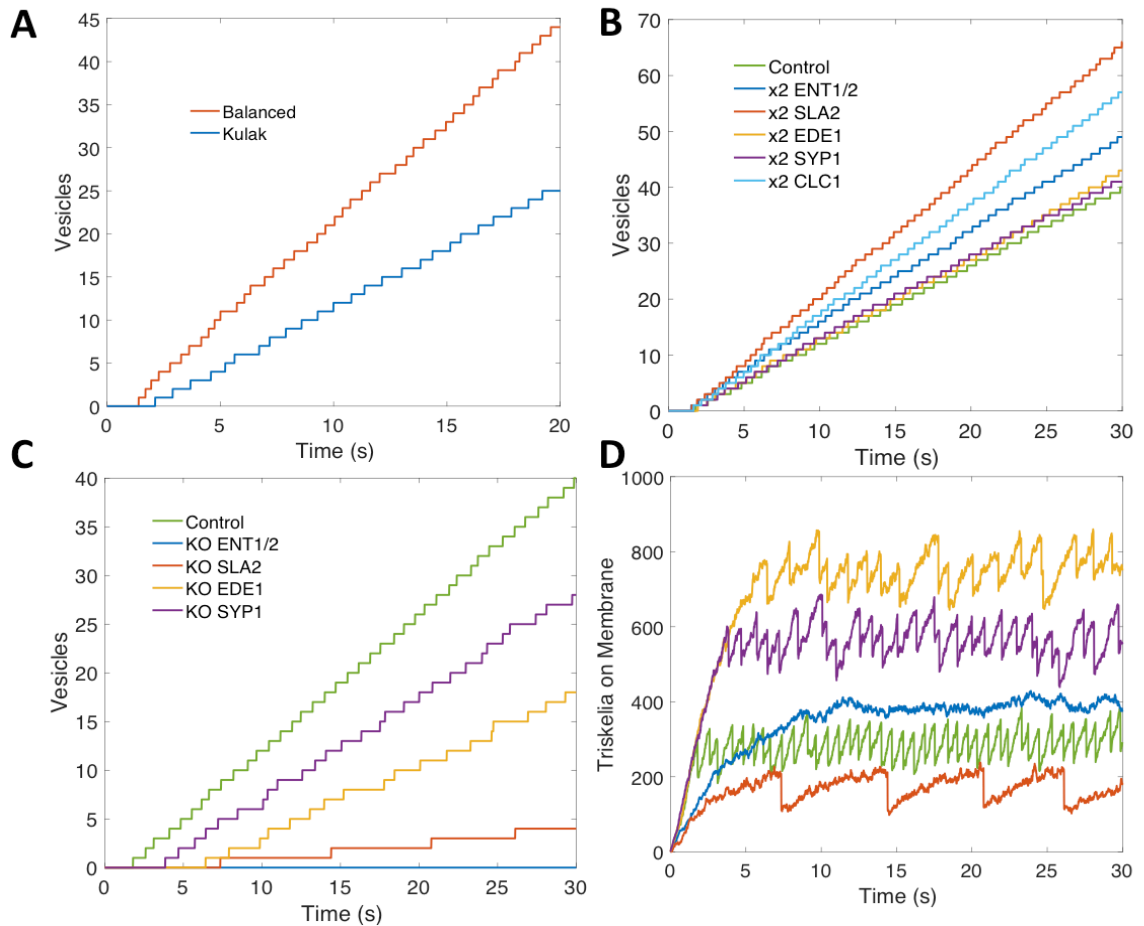 A
45
40
35
30
25
20
15
10
5
0
Vesicles
Balanced
Kulak
0 5 10 15 20
Time (s)
B
70
60
50
40
30
20
10
0
Vesicles
Control
x2 ENT1/2
x2 SLA2
x2 EDE1
x2 SYP1
x2 CLC1
0 5 10 15 20 25 30
Time (s)
C
40
35
30
25
20
15
10
5
0
Vesicles
Control
KO ENT1/2
KO SLA2
KO EDE1
KO SYP1
0 5 10 15 20 25 30
Time (s)
D
1000
800
600
400
200
0
Triskelia on Membrane
0 5 10 15 20 25 30
Time (s)